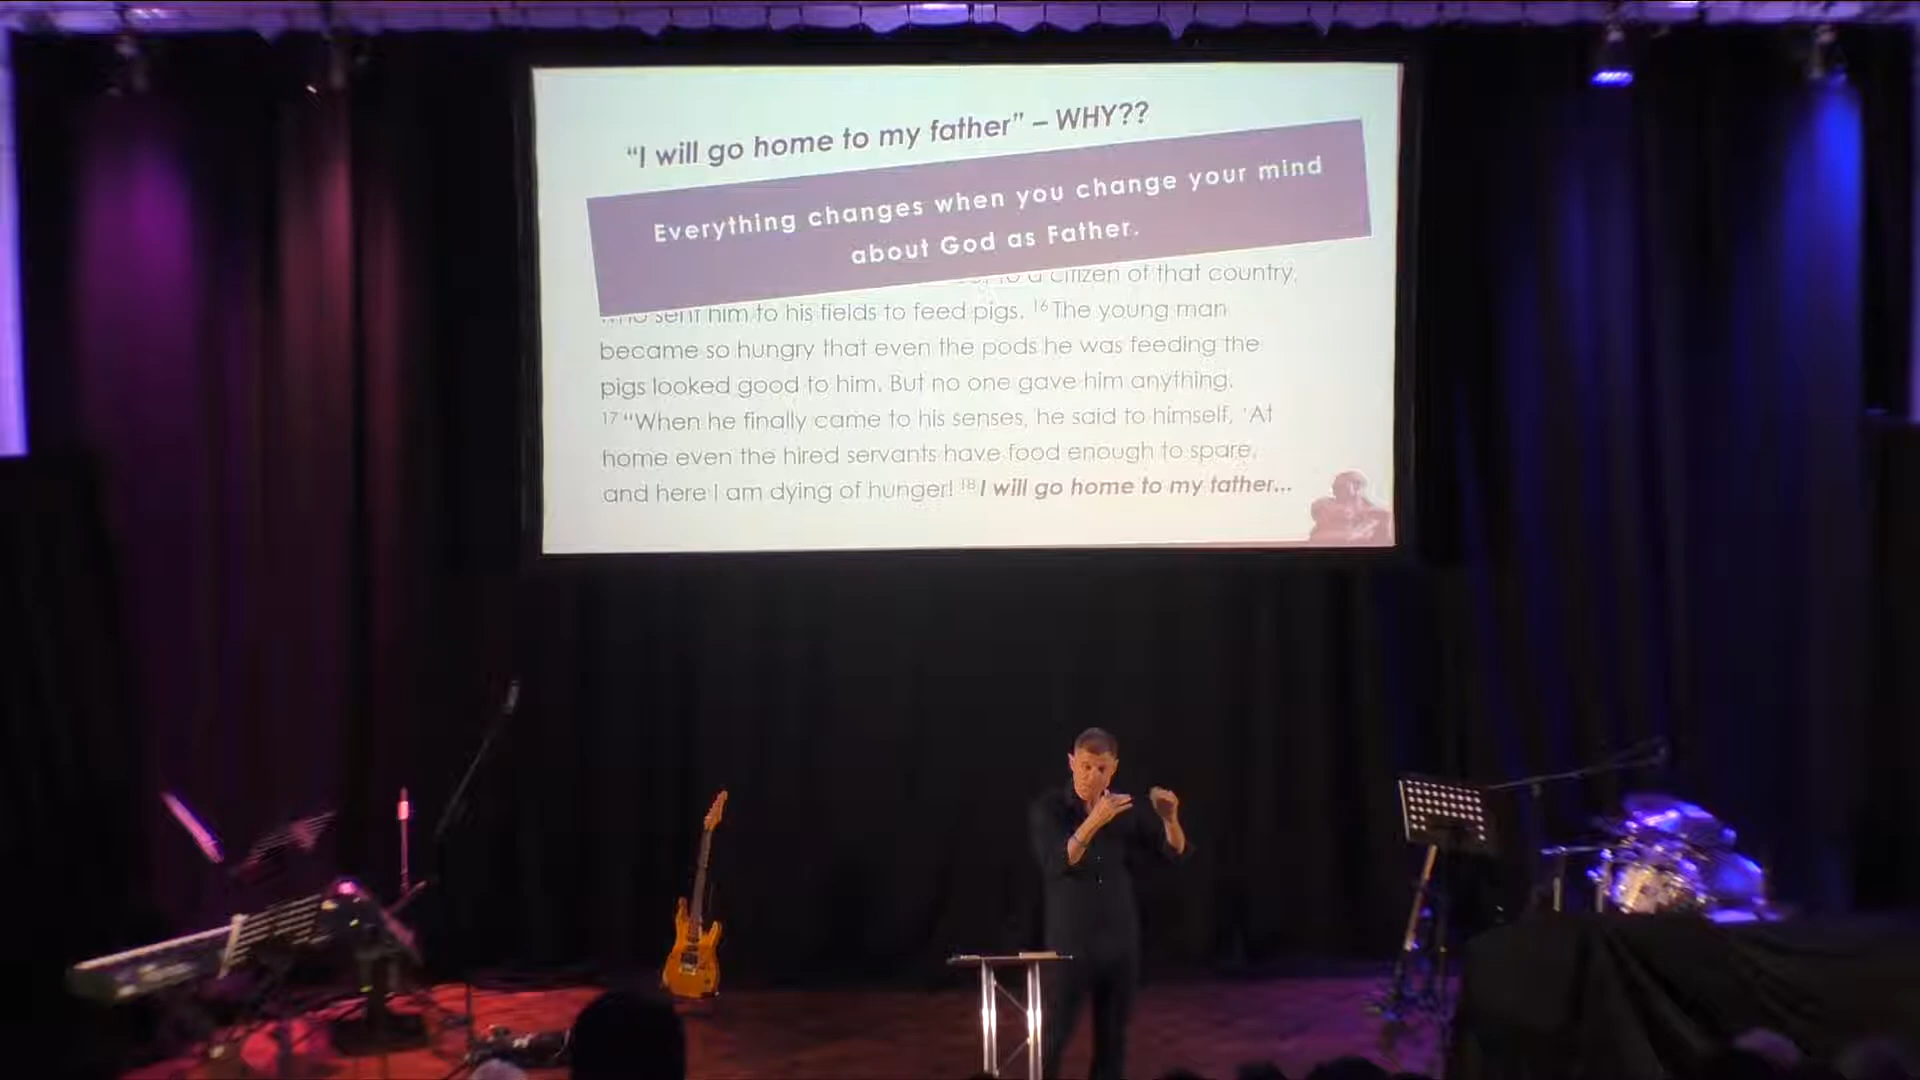 “I will go home to my father” – WHY??
Everything changes when you change your mind
about God as Father.
citizen of that country,
sent him to his fields to feed pigs. 16 The young man
became so hungry that even the pods he was feeding the
pigs looked good to him. But no one gave him anything.
17 “When he finally came to his senses, he said to himself, ‘At
home even the hired servants have food enough to spare,
and here I am dying of hunger! 18 I will go home to my father...